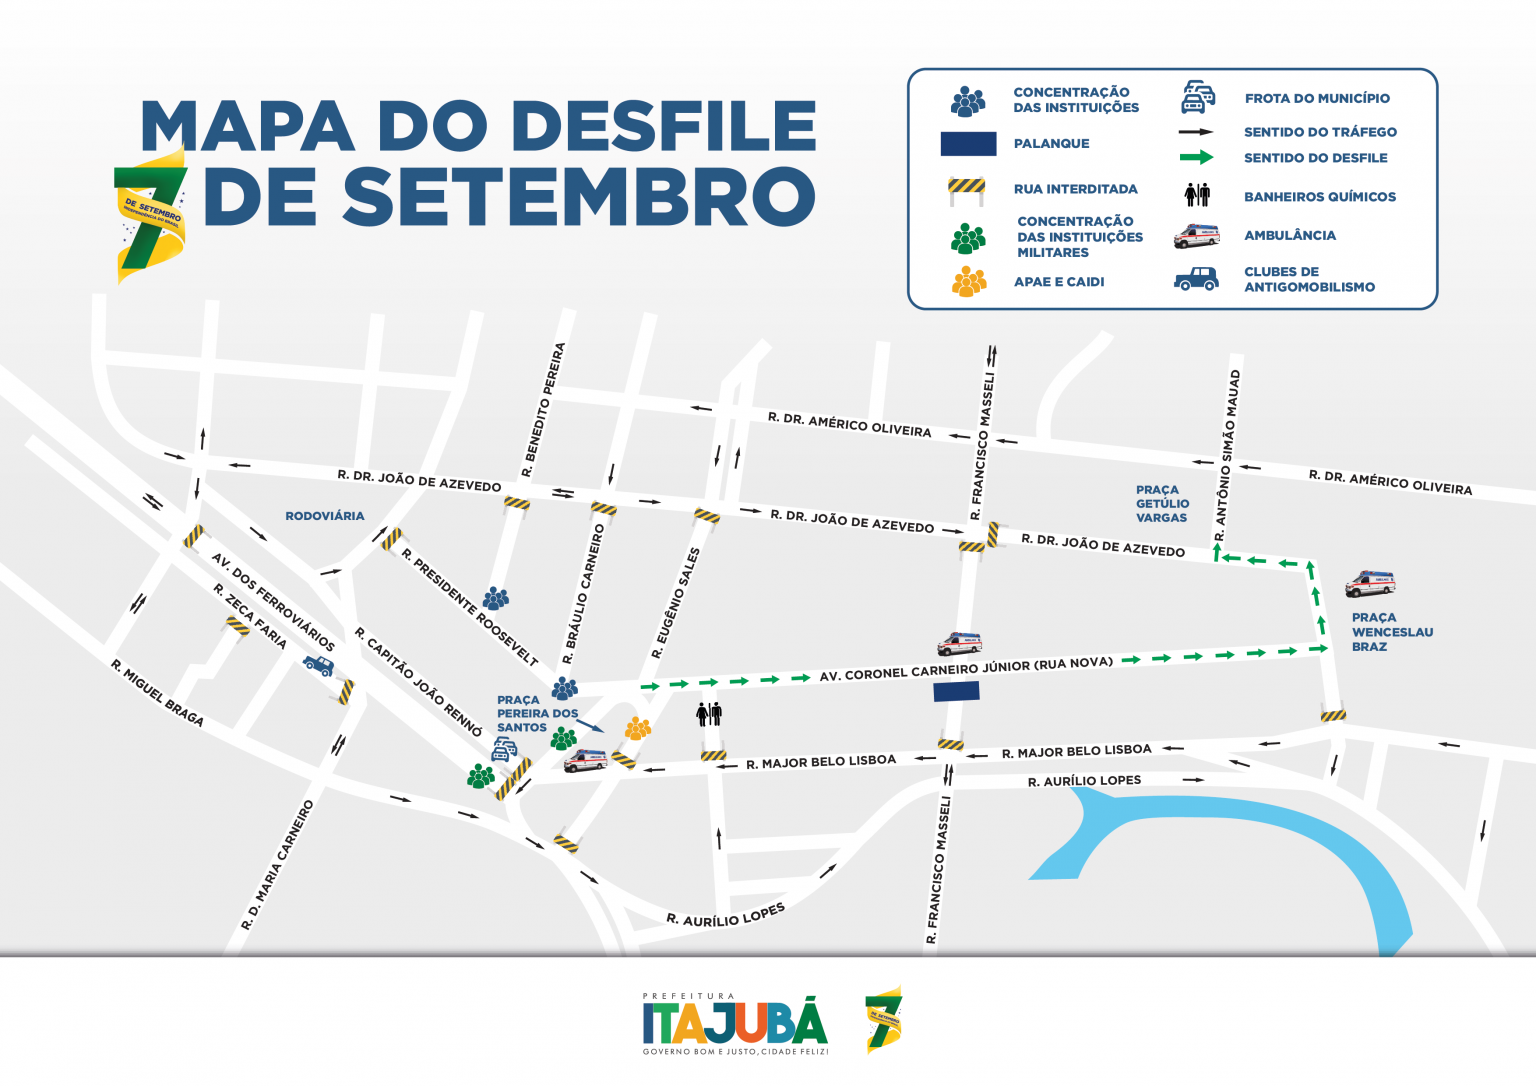 MAPA DO DESFILE
7 DE SETEMBRO
DE SETEMBRO
INDEPENDÊNCIA DO BRASIL
CONCENTRAÇÃO
DAS INSTITUIÇÕES
PALANQUE
RUA INTERDITADA
CONCENTRAÇÃO
DAS INSTITUIÇÕES
MILITARES
APAE E CAIDI
FROTA DO MUNICÍPIO
SENTIDO DO TRÁFEGO
SENTIDO DO DESFILE
BANHEIROS QUÍMICOS
AMBULÂNCIA
CLUBES DE
ANTIGOMOBILISMO
R. BENEDITO PEREIRA
R. DR. AMÉRICO OLIVEIRA
R. FRANCISCO MASSELI
R. ANTÔNIO SIMÃO MAUAD
R. DR. AMÉRICO OLIVEIRA
R. DR. JOÃO DE AZEVEDO
RODOVIÁRIA
R. DR. JOÃO DE AZEVEDO
R. DR. JOÃO DE AZEVEDO
PRAÇA
GETÚLIO
VARGAS
AV. DOS FERROVIÁRIOS
R. ZECA FARIA
R. PRESIDENTE ROOSEVELT
R. BRÁULIO CARNEIRO
R. EUGÊNIO SALES
R. CAPITÃO JOÃO RENNÓ
R. MIGUEL BRAGA
AV. CORONEL CARNEIRO JÚNIOR (RUA NOVA)
PRAÇA
WENCESLAU
BRAZ
PRAÇA
PEREIRA DOS
SANTOS
R. MAJOR BELO LISBOA
R. MAJOR BELO LISBOA
R. AURÍLIO LOPES
R. D. MARIA CARNEIRO
R. AURÍLIO LOPES
R. FRANCISCO MASSELI
PREFEITURA
ITAJUBÁ
GOVERNO BOM E JUSTO, CIDADE FELIZ!
7
DE SETEMBRO